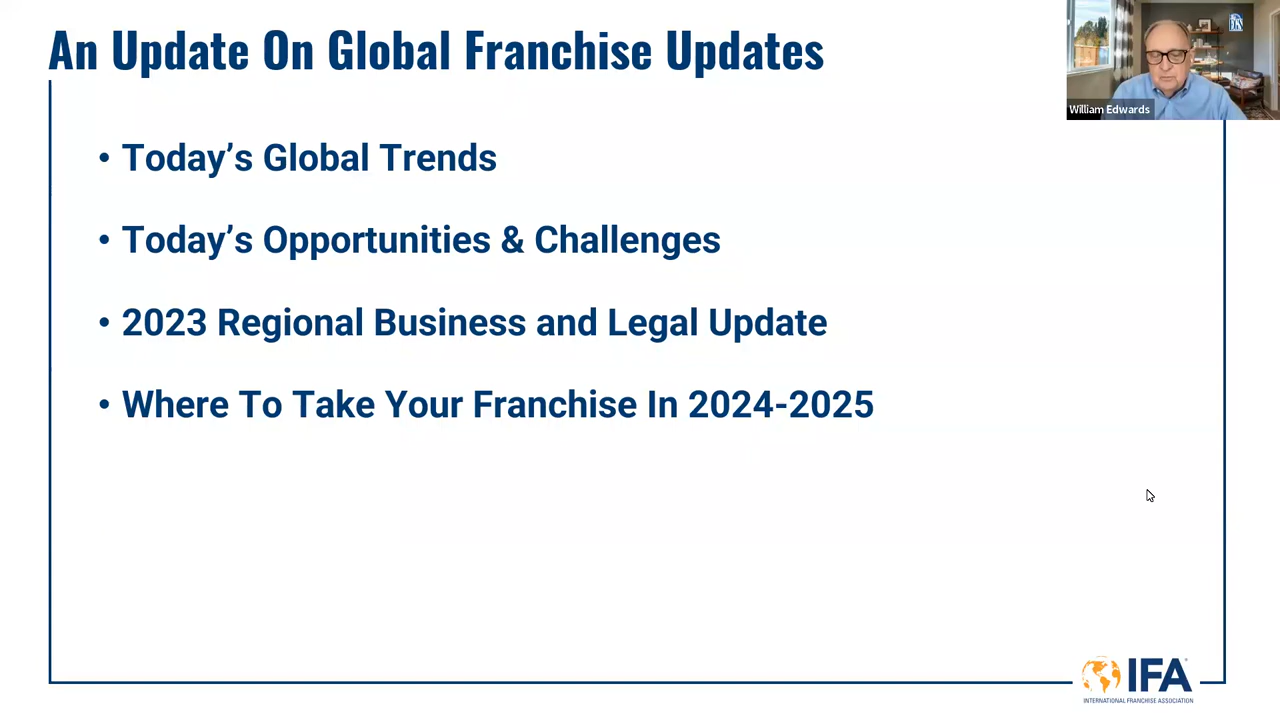 An Update On Global Franchise Updates
William Edwards
• Today’s Global Trends
• Today’s Opportunities & Challenges
• 2023 Regional Business and Legal Update
• Where To Take Your Franchise In 2024-2025
IFA
INTERNATIONAL FRANCHISE ASSOCIATION